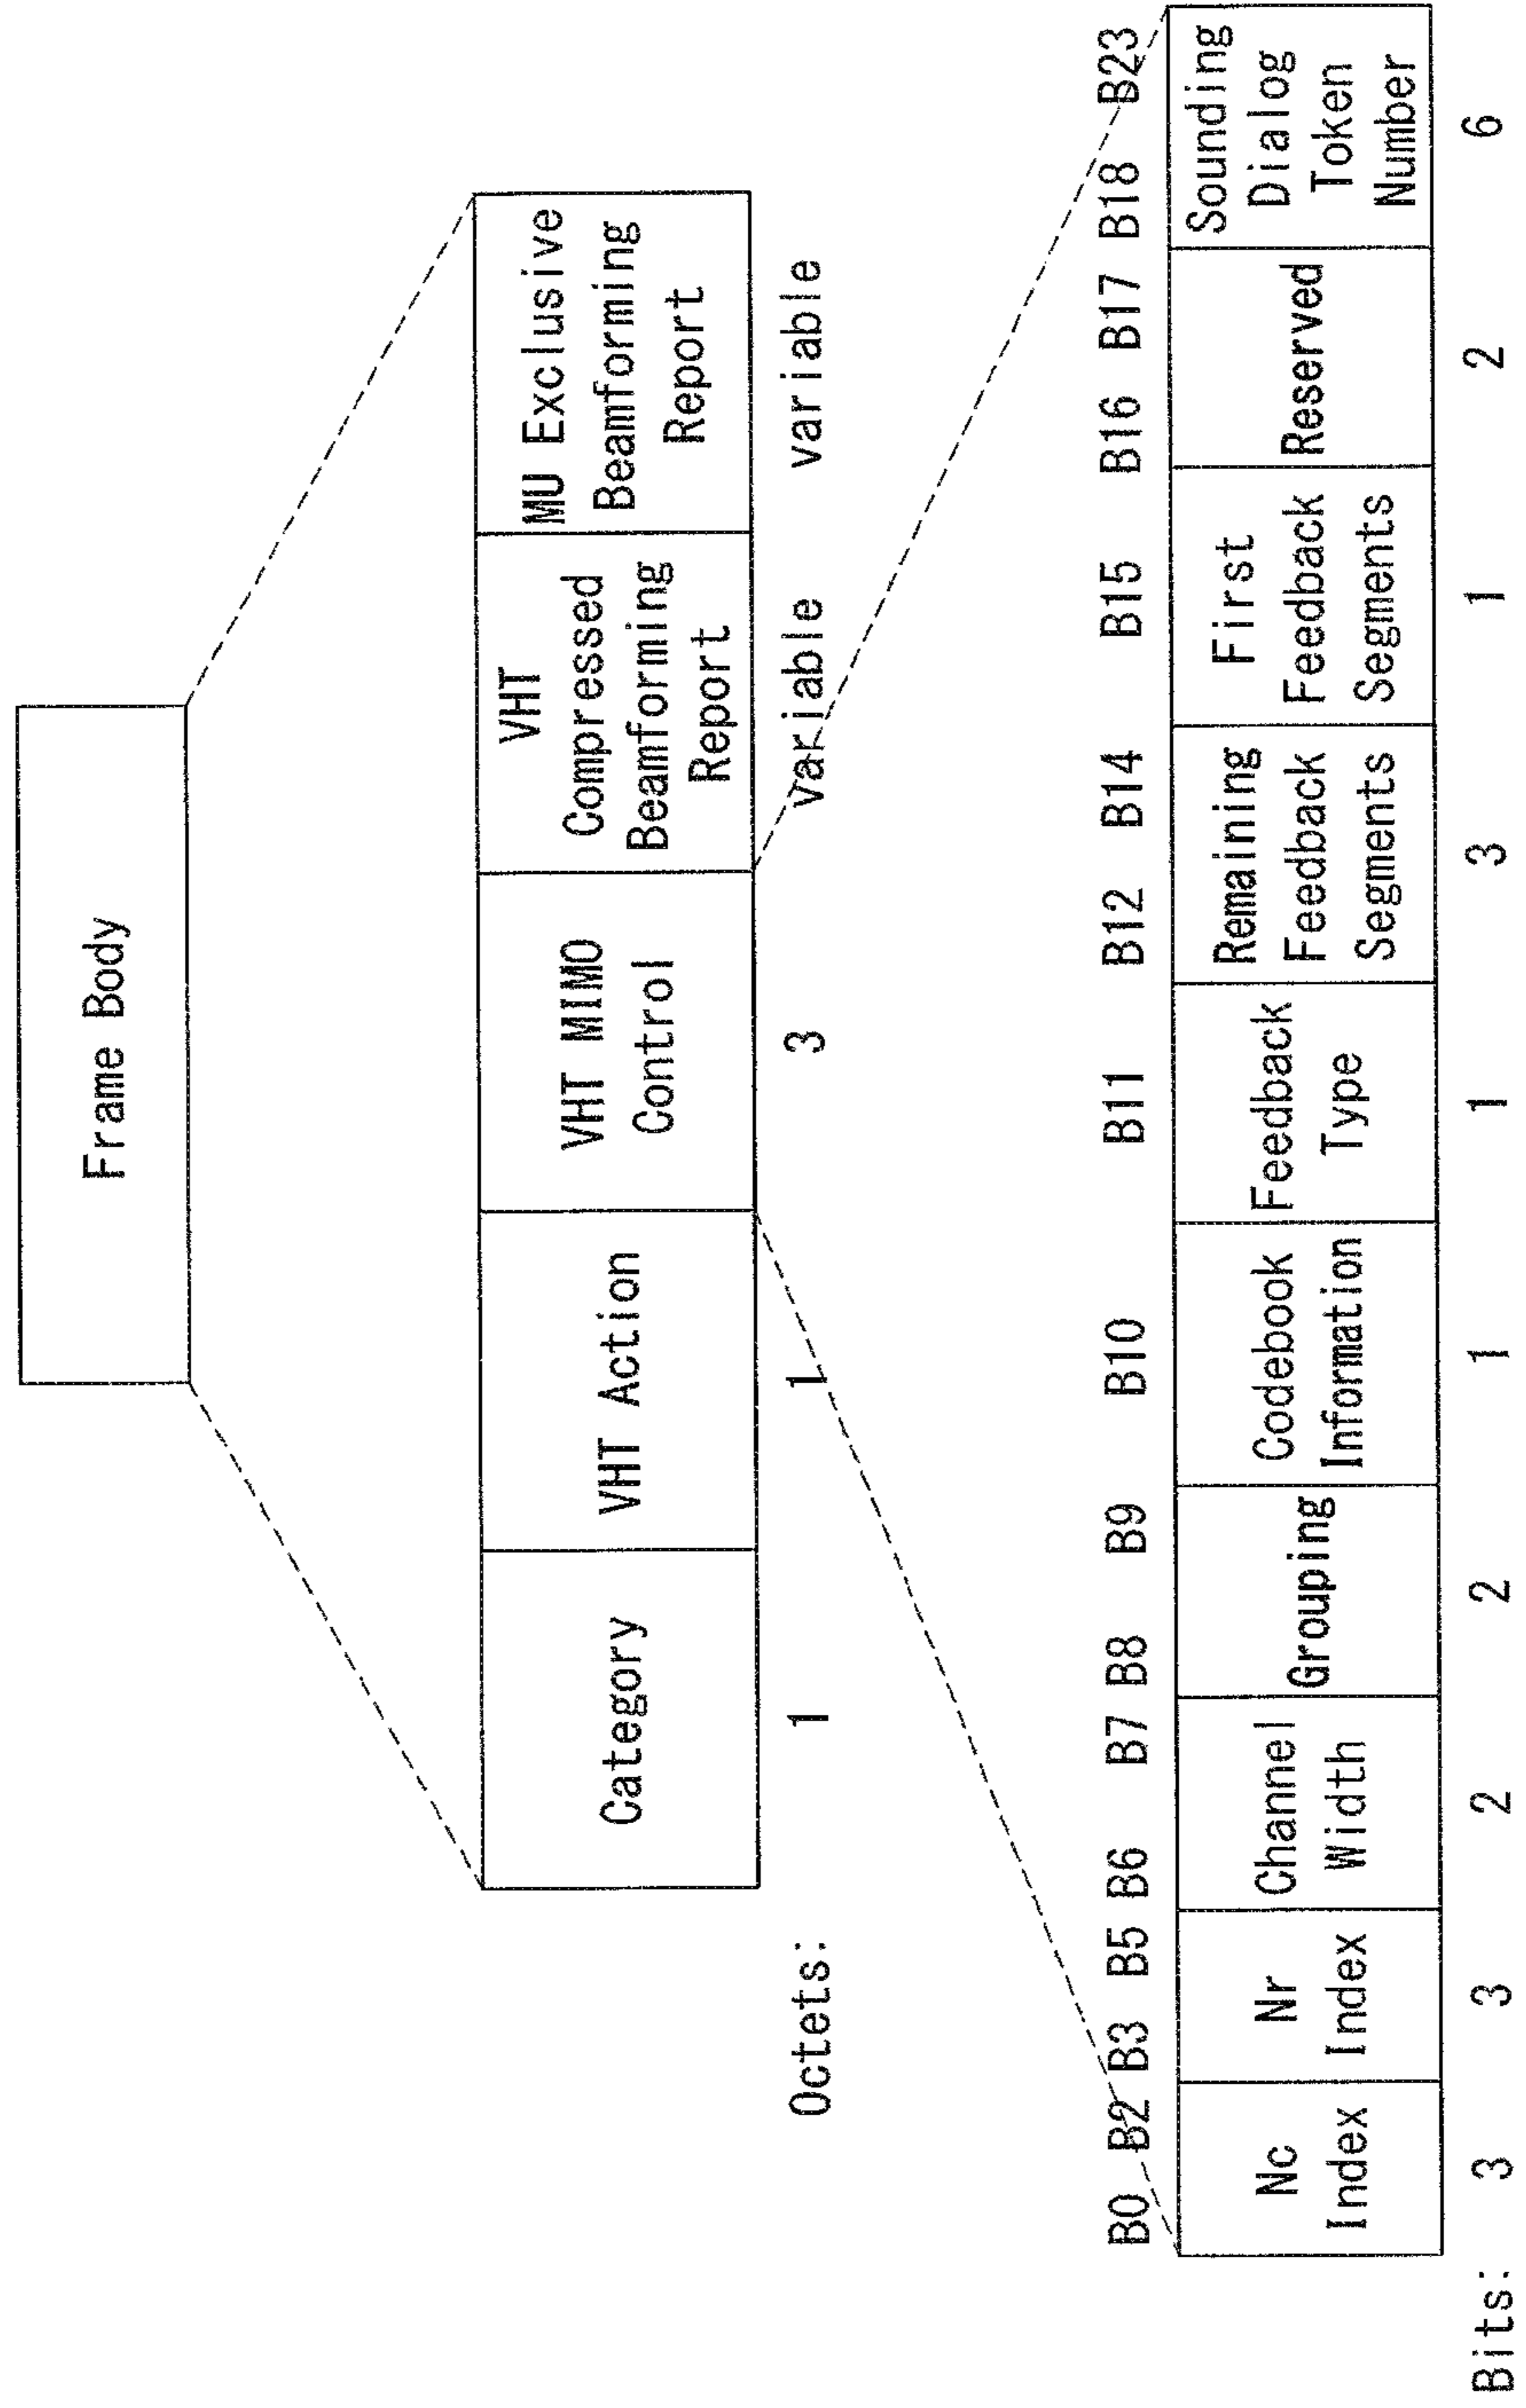 Frame Body
Category
VHT Action
VHT MIMO
Control
VHT
Compressed
Beamforming
Report
MU Exclusive
Beamforming
Report
Octets: 1 1 3 variable variable
B0 B2 B3 B5 B6 B7 B8 B9 B10 B11 B12 B14 B15 B16 B17 B18 B23
Nc
Index
Nr
Index
Channel
Width
Grouping
Codebook
Information
Feedback
Type
Remaining
Feedback
Segments
First
Feedback
Segments
Reserved
Sounding
Dialog
Token
Number
Bits: 3 3 2 2 1 1 3 1 2 6